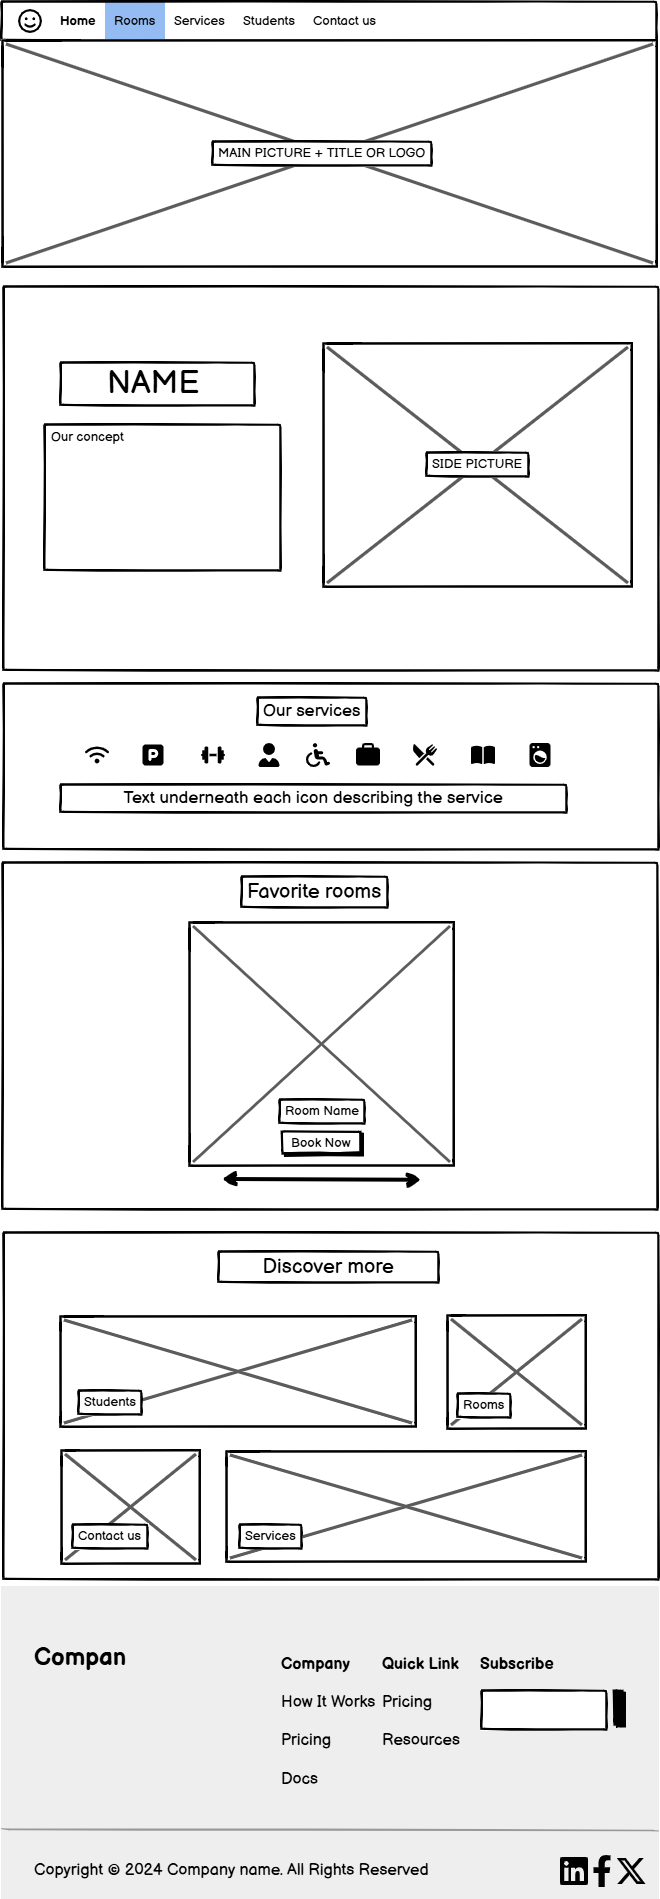 Home Rooms Services Students Contact us
MAIN PICTURE + TITLE OR LOGO
NAME
Our concept
SIDE PICTURE
Our services
P
Text underneath each icon describing the service
Favorite rooms
Room Name
Book Now
Discover more
Students
Rooms
Contact us
Services
Compan
Company Quick Link Subscribe
How It Works Pricing
Pricing Resources
Docs
Copyright © 2024 Company name. All Rights Reserved